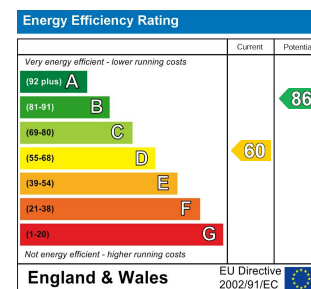 Energy Efficiency Rating
Current Potentia
Very energy efficient - lower running costs
(92 plus) A
(81-91) B
(69-80) C
(55-68) D
(39-54) E
(21-38) F
(1-20) G
86
60
Not energy efficient - higher running costs
England & Wales
EU Directive
2002/91/EC